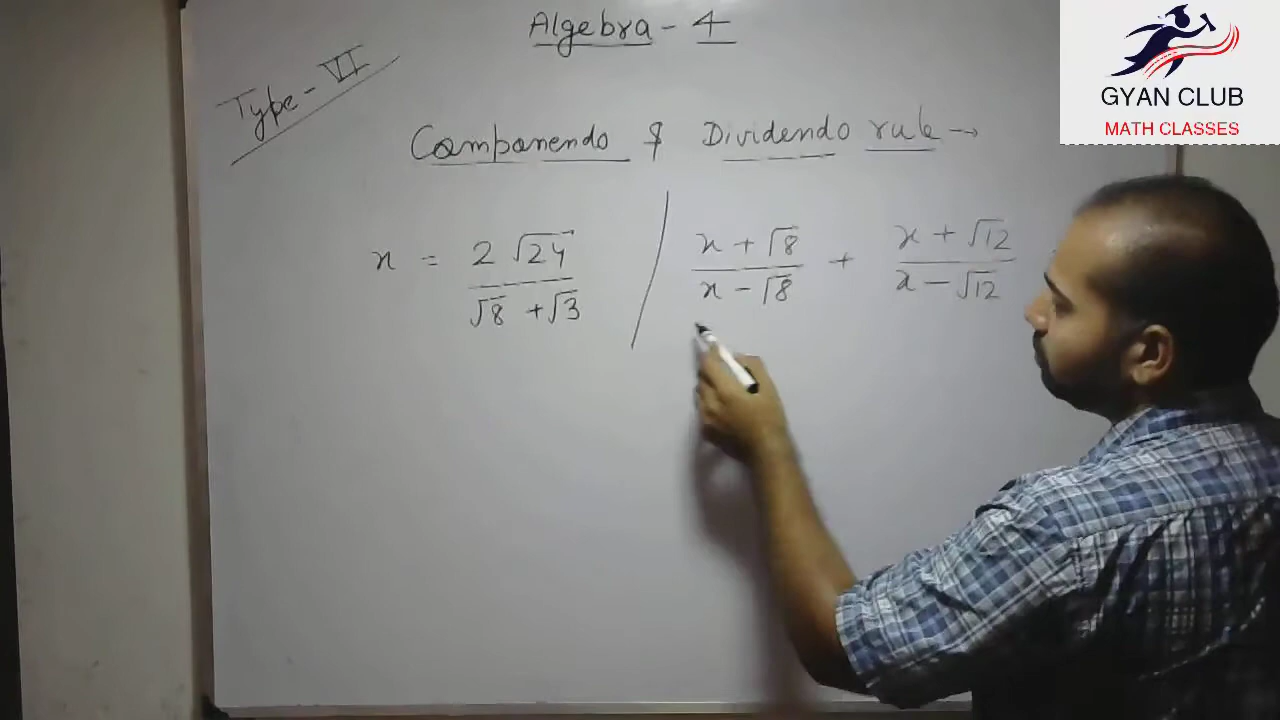 Algebra - 4
GYAN CLUB
MATH CLASSES
Type - VI
Componendo & Dividendo rule →
x = 2√24 / √8 + √3
x + √8 / x - √8 + x + √12 / x - √12